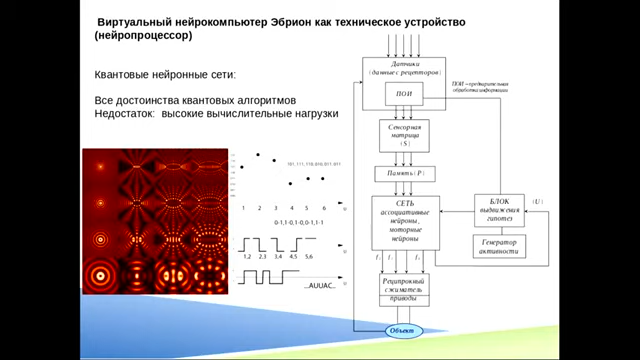 Виртуальный нейрокомпьютер Эбрион как техническое устройство
(нейропроцессор)
Квантовые нейронные сети:
Все достоинства квантовых алгоритмов
Недостаток: высокие вычислительные нагрузки
Датчики
(данные с рецепторов)
ПОИ
ПОИ – предварительная
обработка информации
Сенсорная
матрица
(S)
Память (P)
СЕТЬ
ассоциативные
нейроны,
моторные
нейроны
БЛОК
выдвижения
гипотез
(U)
Генератор
активности
Реципрокный
сжиматель
приводы
Объект
1 2 3 4 5 6
0-1,1-0,1-0,0-1,1-1
1,2 2,3 3,4 4,5 5,6
...AUUAC..